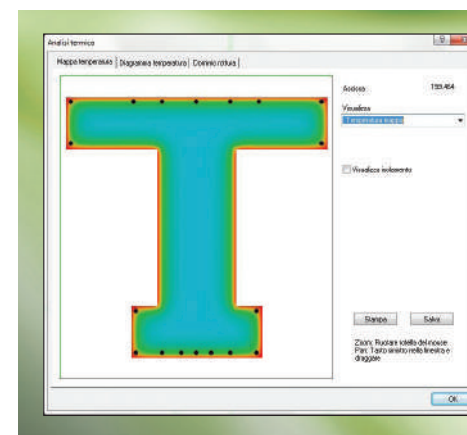 Analisi termica
Mappa temperature | Diagramma temperatura | Dominio rottura |
Visualizza
Temperatura mappa
Visualizza isolamento
Stampa Salva
Zoom: Ruotare rotella del mouse
Pan: Tasto sinistro nella finestra e
draggare
OK